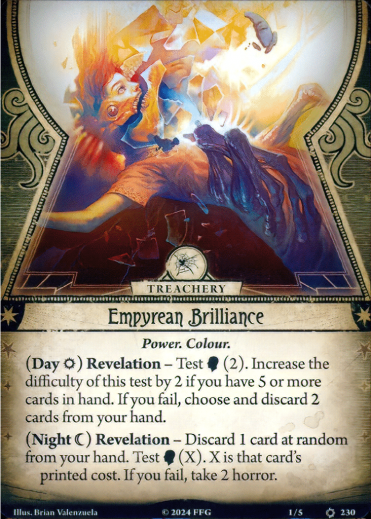 TREACHERY
Empyrean Brilliance
Power. Colour.
(Day ) Revelation – Test (2). Increase the
difficulty of this test by 2 if you have 5 or more
cards in hand. If you fail, choose and discard 2
cards from your hand.
(Night ) Revelation – Discard 1 card at random
from your hand. Test (X). X is that card's
printed cost. If you fail, take 2 horror.
Illus. Brian Valenzuela © 2024 FFG 1/5 230